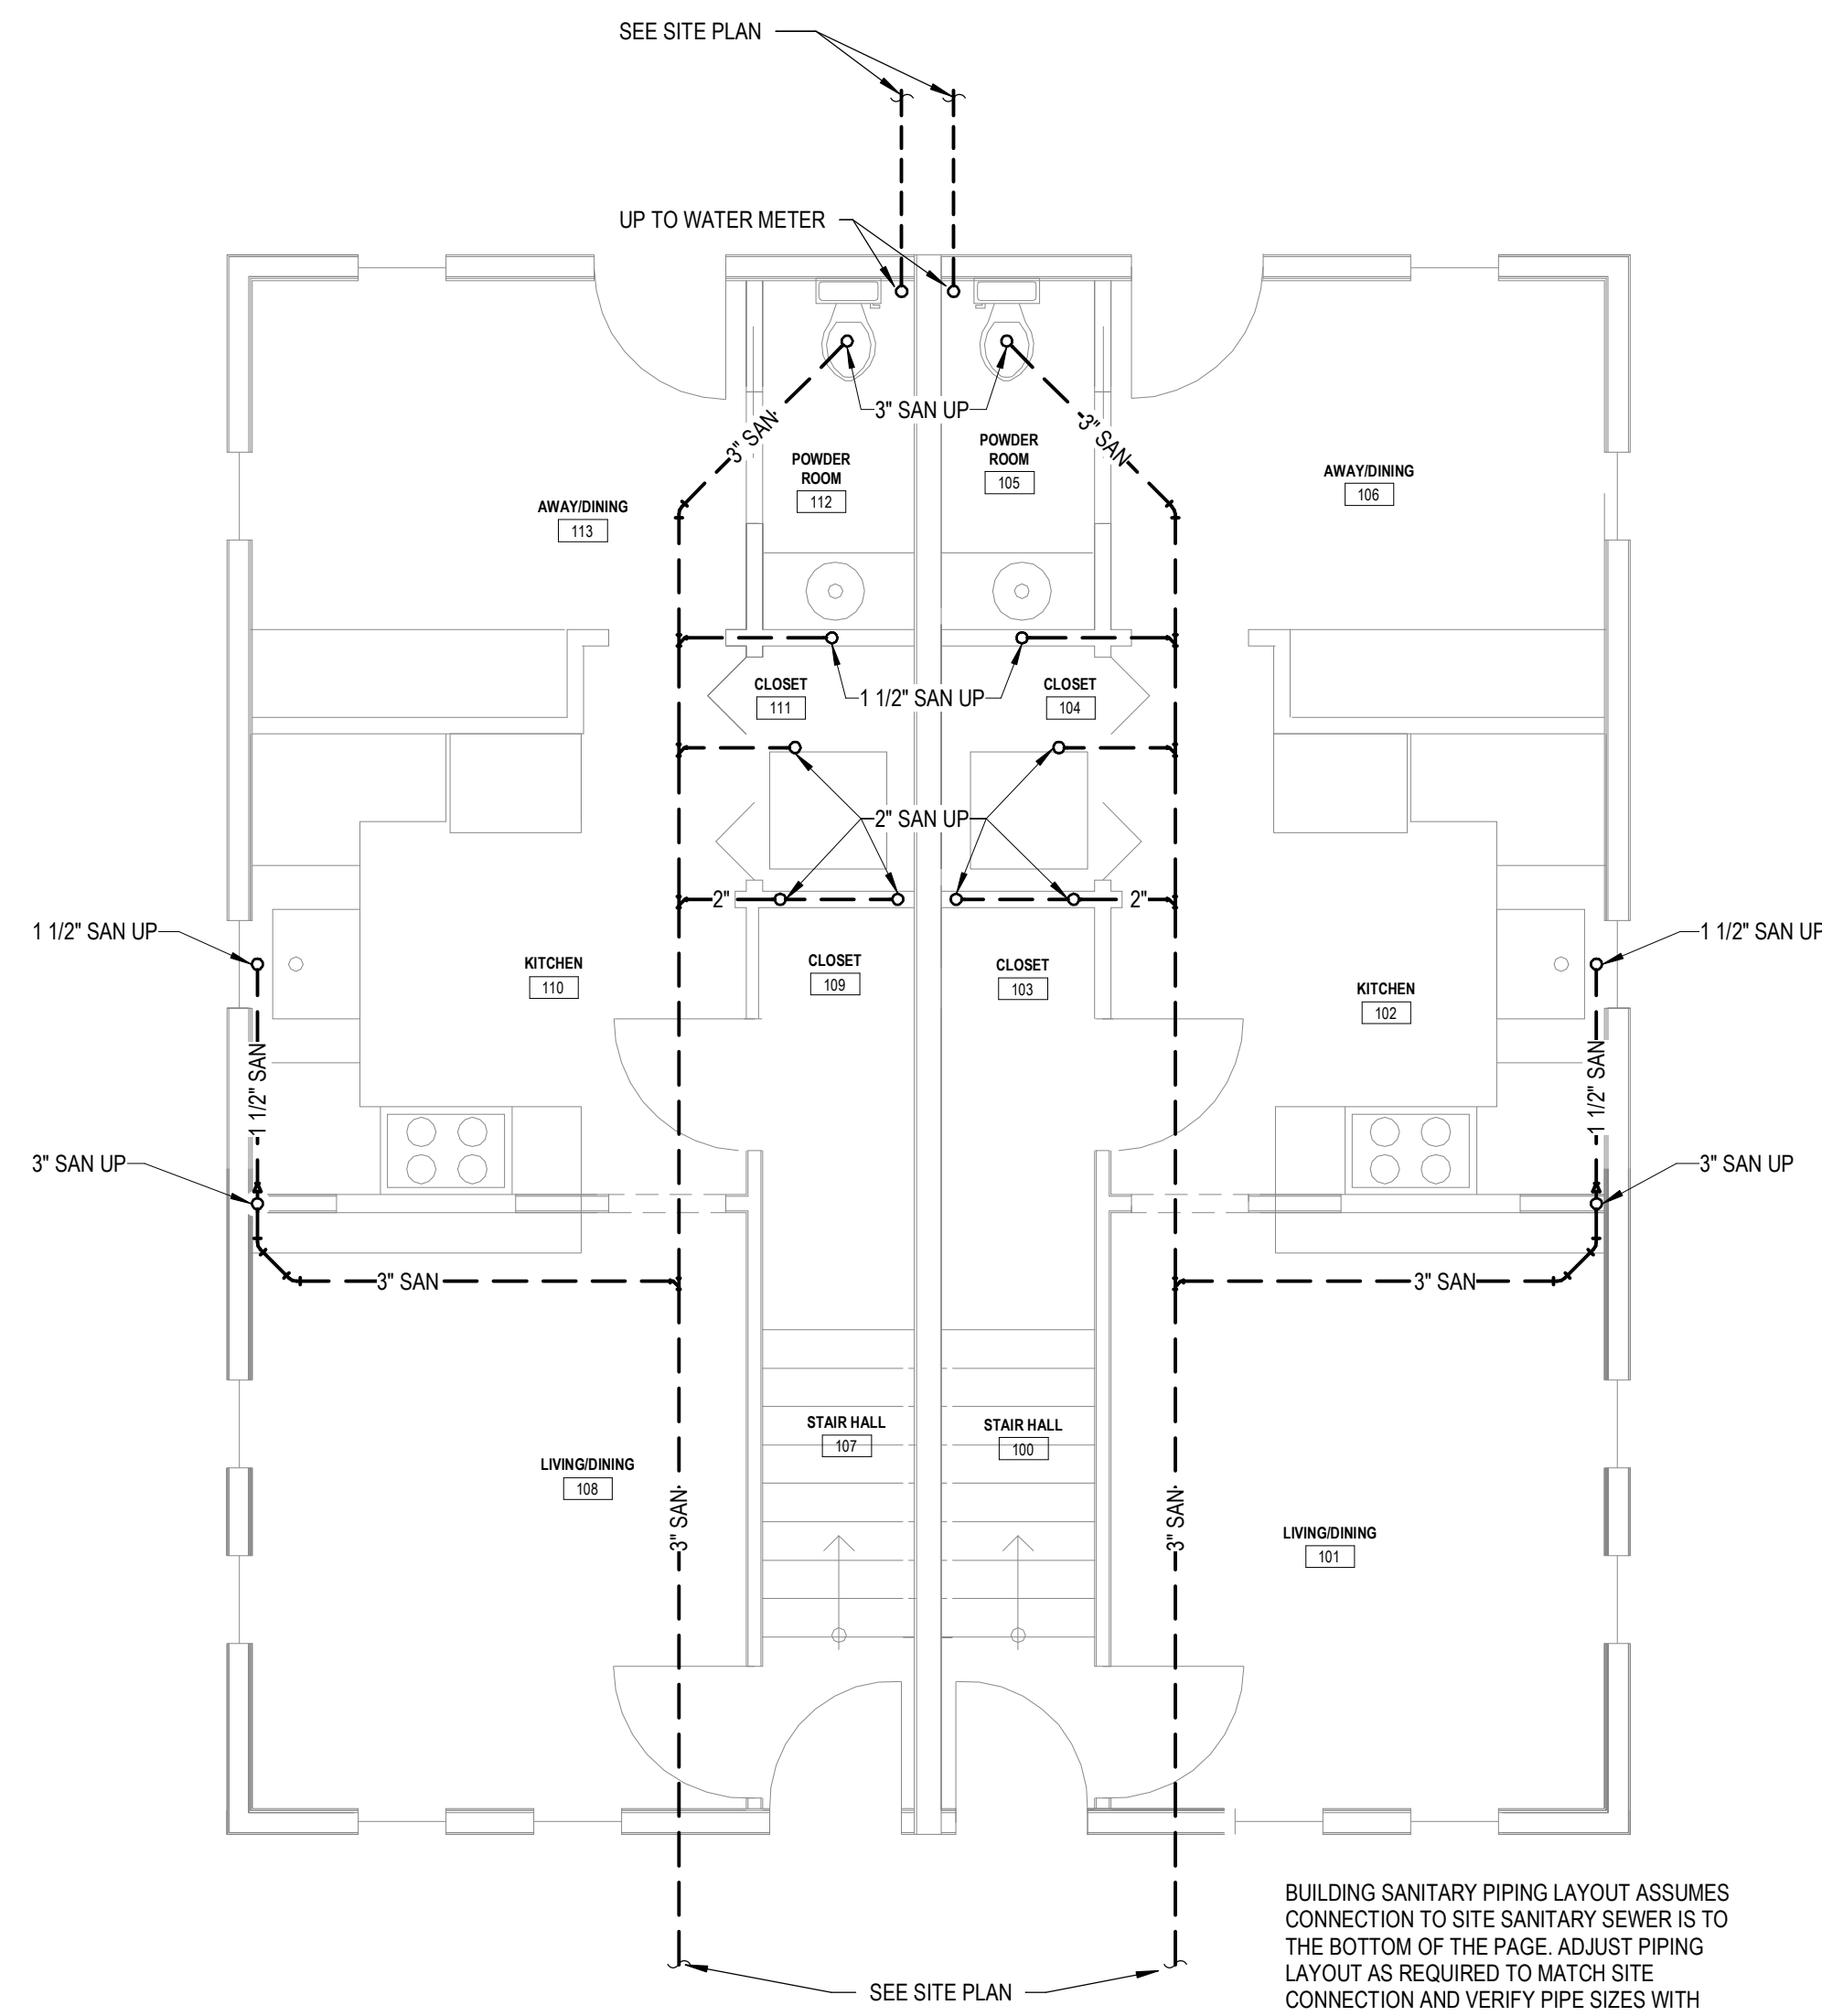 SEE SITE PLAN
UP TO WATER METER
3" SAN UP
3" SAN
3" SAN
POWDER
ROOM
112
POWDER
ROOM
105
AWAY/DINING
106
AWAY/DINING
113
CLOSET
111
1 1/2" SAN UP
CLOSET
104
2" SAN UP
2"
2"
1 1/2" SAN UP
1 1/2" SAN UP
KITCHEN
110
CLOSET
109
CLOSET
103
KITCHEN
102
1 1/2" SAN
1 1/2" SAN
3" SAN UP
3" SAN UP
3" SAN
3" SAN
STAIR HALL
107
STAIR HALL
100
LIVING/DINING
108
3" SAN
3" SAN
LIVING/DINING
101
BUILDING SANITARY PIPING LAYOUT ASSUMES
CONNECTION TO SITE SANITARY SEWER IS TO
THE BOTTOM OF THE PAGE. ADJUST PIPING
LAYOUT AS REQUIRED TO MATCH SITE
CONNECTION AND VERIFY PIPE SIZES WITH
SEE SITE PLAN